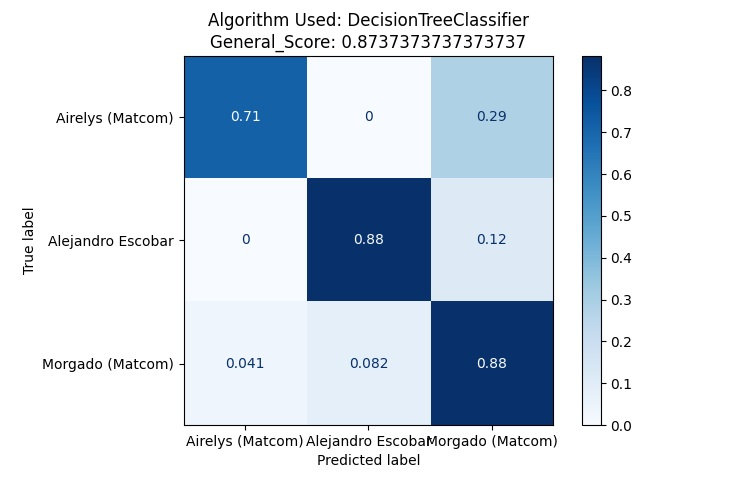 Algorithm Used: DecisionTreeClassifier
General_Score: 0.8737373737373737
Airelys (Matcom)
0.71
0
0.29
Alejandro Escobar
0
0.88
0.12
Morgado (Matcom)
0.041
0.082
0.88
True label
Airelys (Matcom)
Alejandro Escobar
Morgado (Matcom)
Predicted label
0.8
0.7
0.6
0.5
0.4
0.3
0.2
0.1
0.0